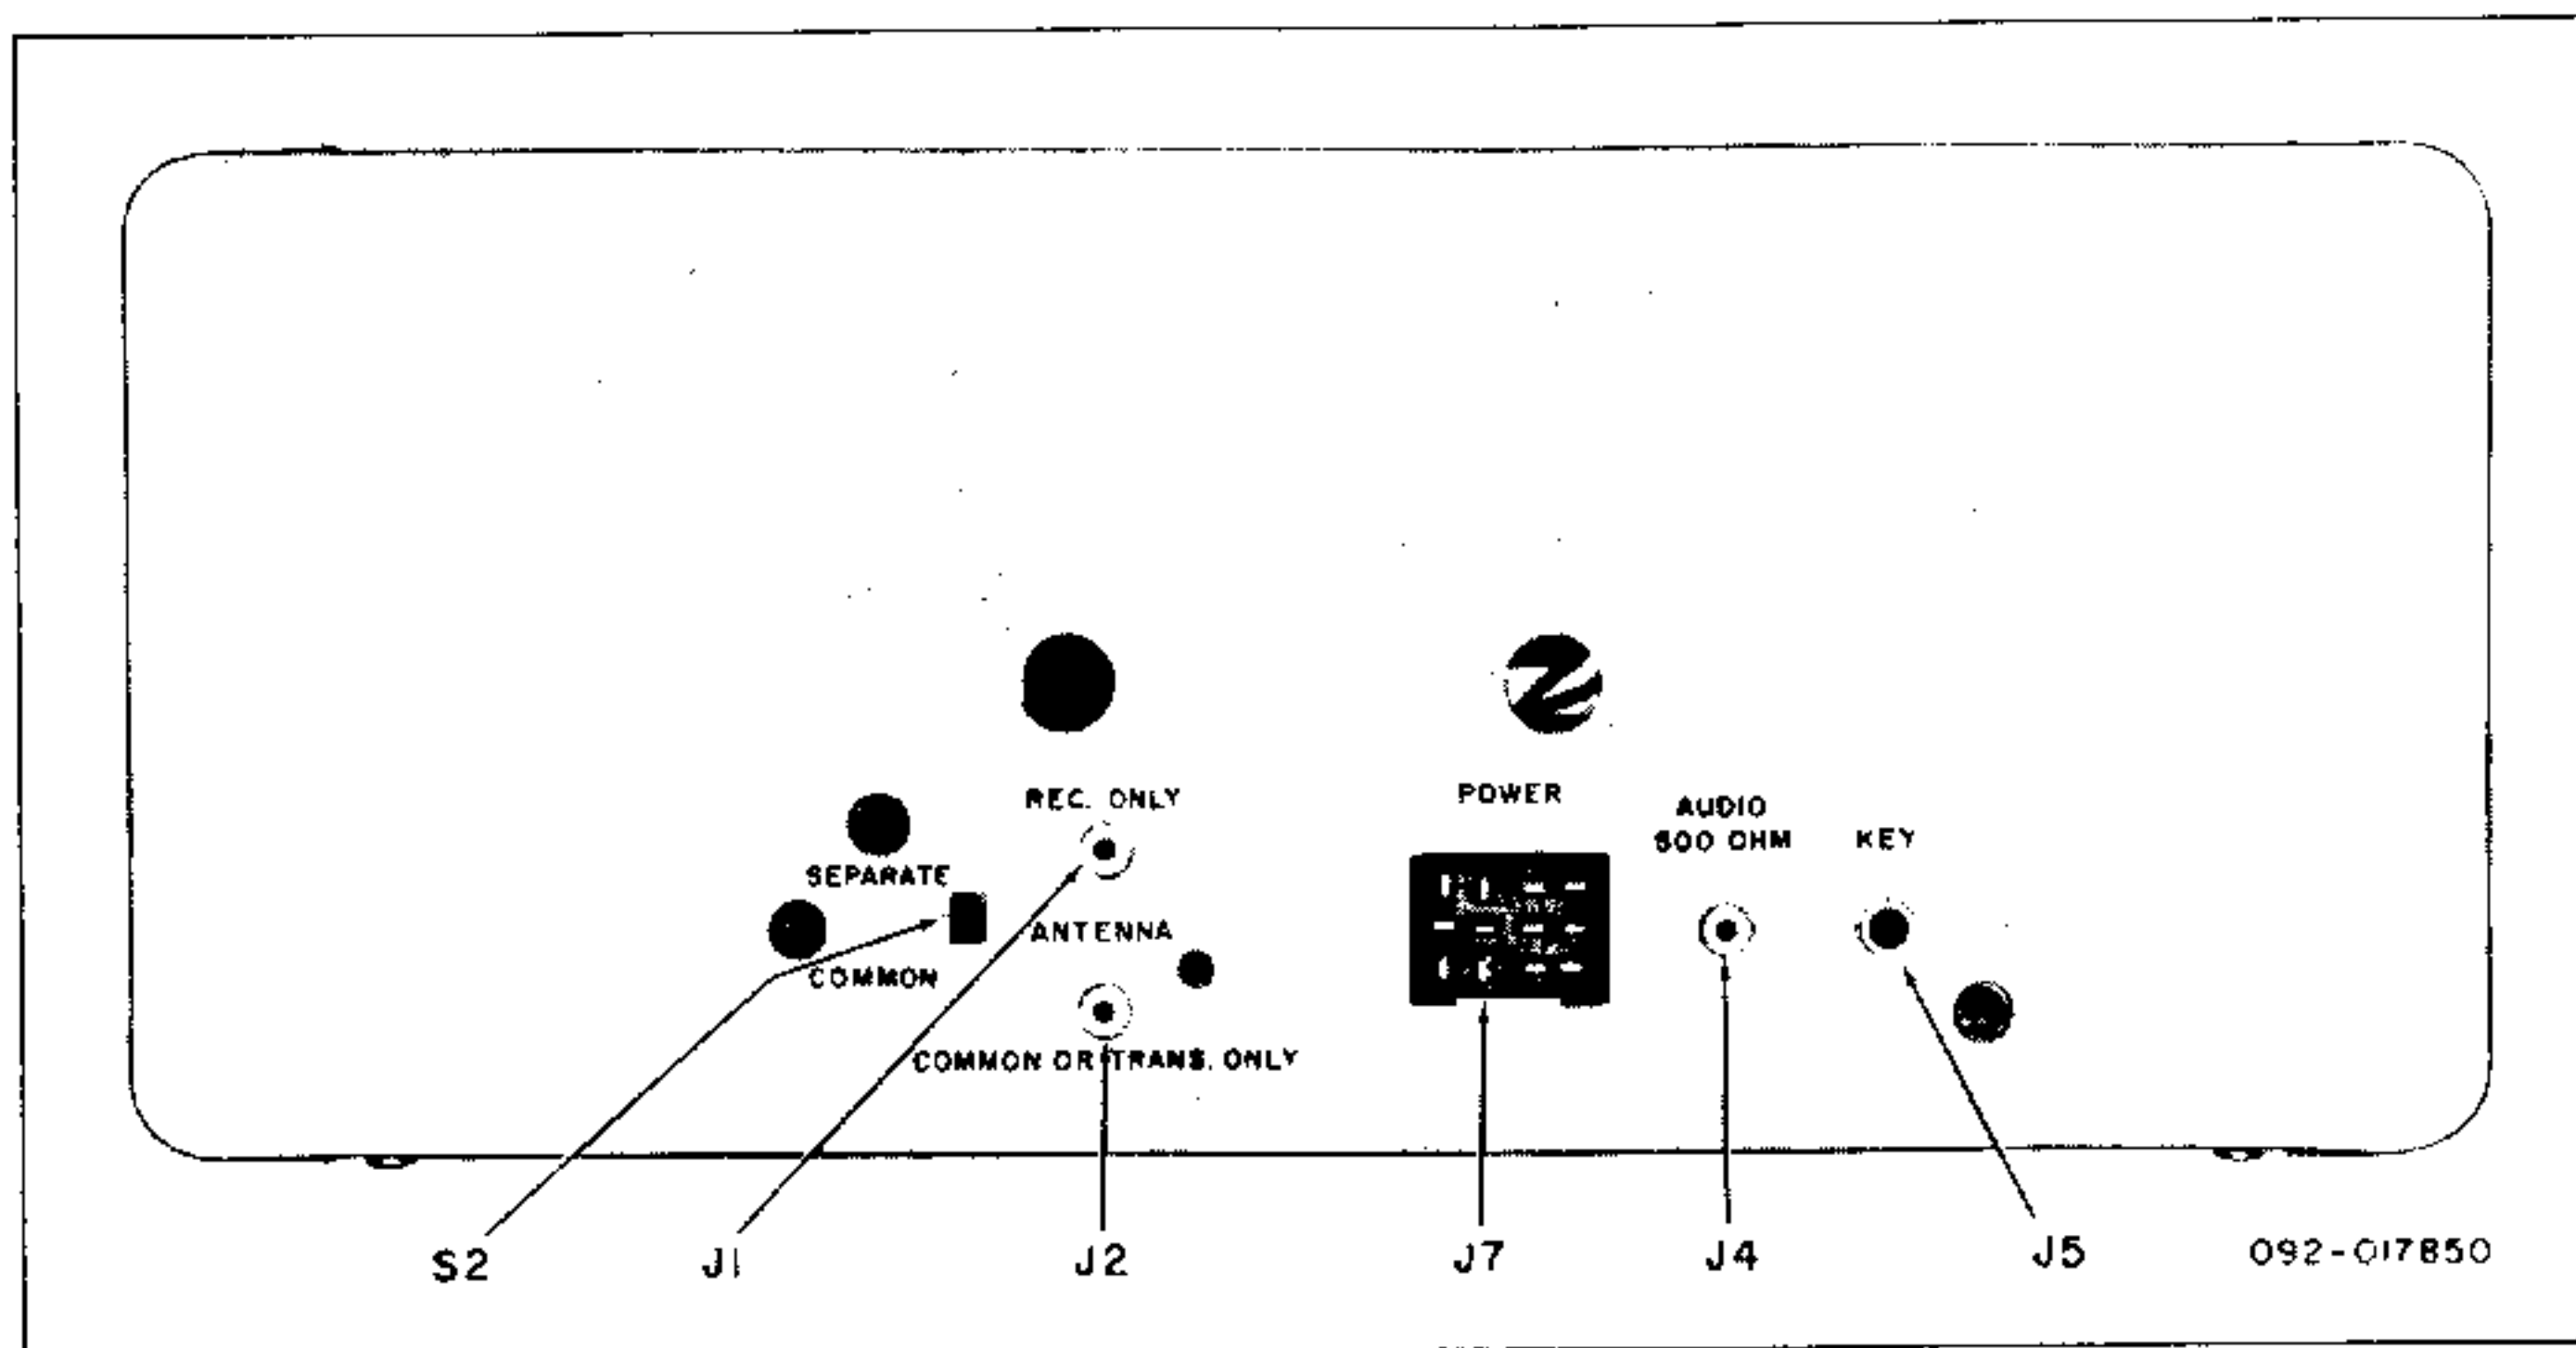 REC. ONLY
POWER
AUDIO
500 OHM
KEY
SEPARATE
ANTENNA
COMMON
COMMON OR TRANS. ONLY
S2
J1
J2
J7
J4
J5
092-017850